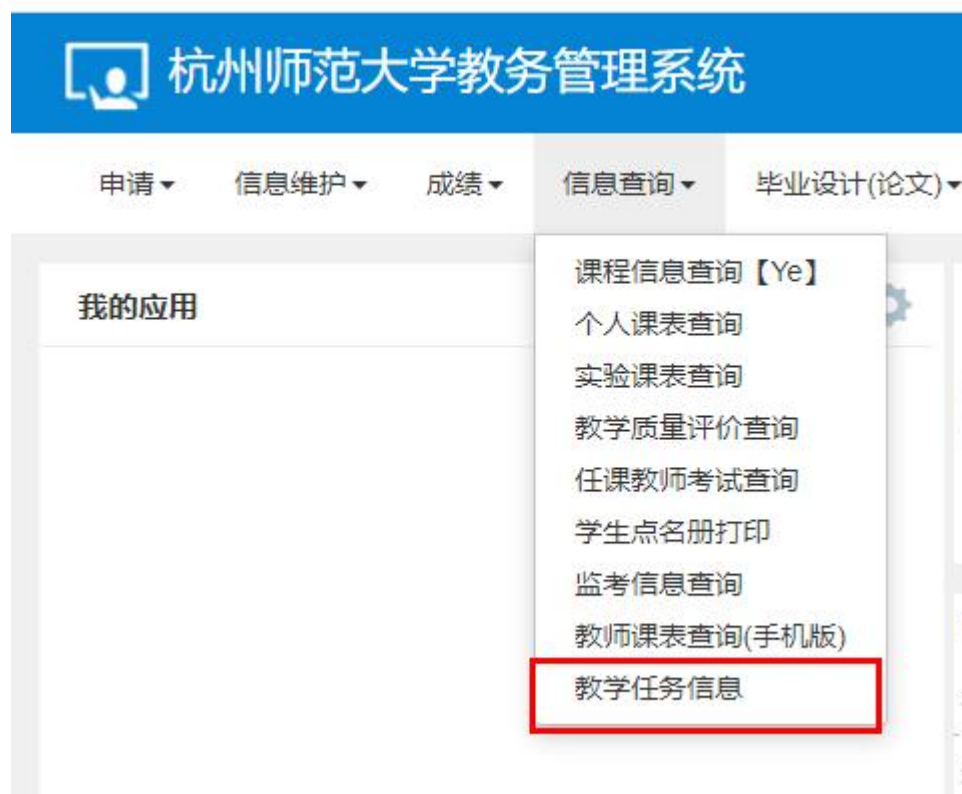 杭州师范大学教务管理系统
申请 信息维护 成绩 信息查询 毕业设计(论文)
我的应用
课程信息查询【Ye】
个人课表查询
实验课表查询
教学质量评价查询
任课教师考试查询
学生点名册打印
监考信息查询
教师课表查询(手机版)
教学任务信息